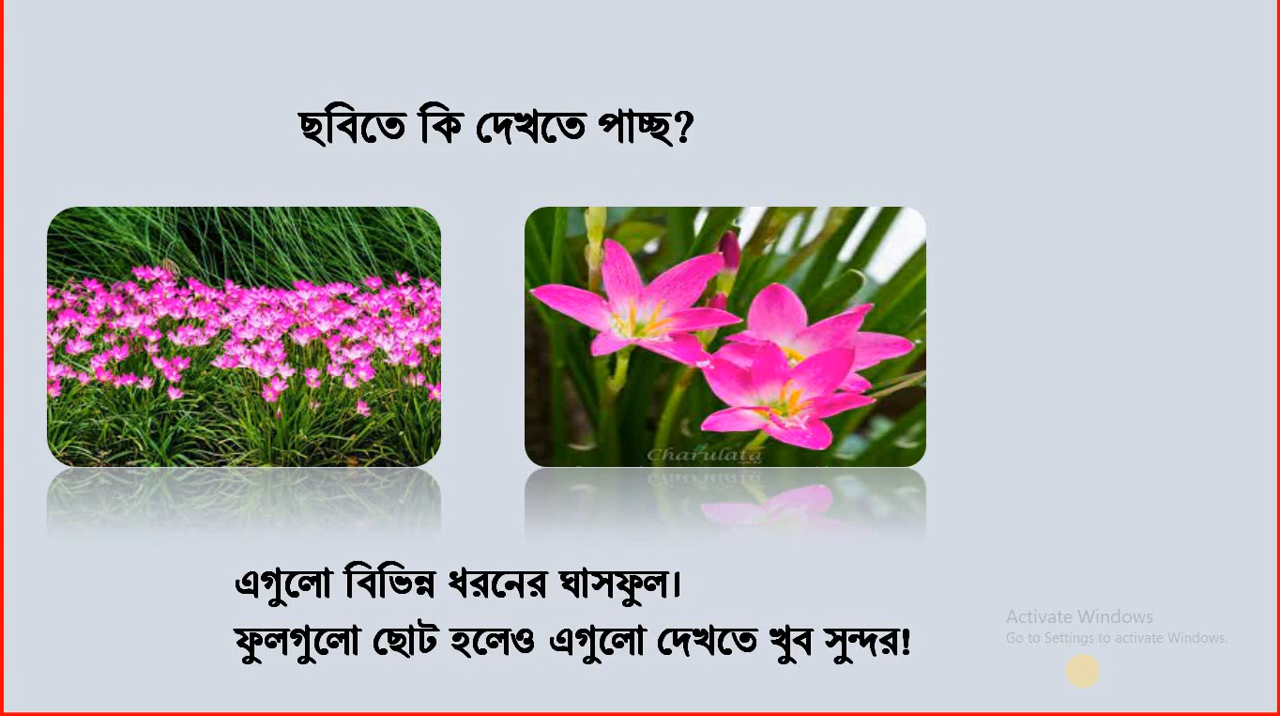 ছবিতে কি দেখতে পাচ্ছ?
Charulata
এগুলো বিভিন্ন ধরনের ঘাসফুল।
ফুলগুলো ছোট হলেও এগুলো দেখতে খুব সুন্দর!
Activate Windows
Go to Settings to activate Windows.